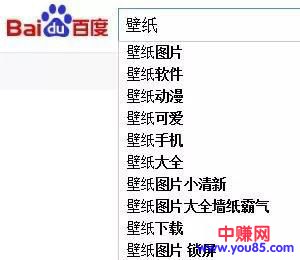 Bai du 百度
壁纸
壁纸图片
壁纸软件
壁纸动漫
壁纸可爱
壁纸手机
壁纸大全
壁纸图片小清新
壁纸图片大全墙纸霸气
壁纸下载
壁纸图片 锁屏
中赚网
www.you85.com